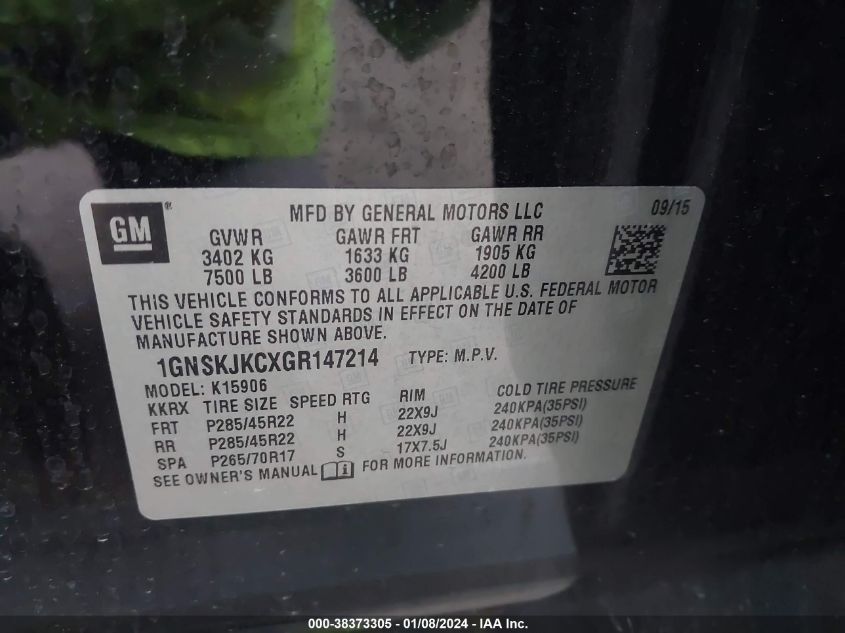 GM® MFD BY GENERAL MOTORS LLC 09/15
GVWR GAWR FRT GAWR RR
3402 KG 1633 KG 1905 KG
7500 LB 3600 LB 4200 LB
THIS VEHICLE CONFORMS TO ALL APPLICABLE U.S. FEDERAL MOTOR
VEHICLE SAFETY STANDARDS IN EFFECT ON THE DATE OF
MANUFACTURE SHOWN ABOVE.
1GNSKJKCXGR147214 TYPE: M.P.V.
MODEL: K15906
KKRX TIRE SIZE SPEED RTG RIM COLD TIRE PRESSURE
FRT P285/45R22 H 22X9J 240KPA(35PSI)
RR P285/45R22 H 22X9J 240KPA(35PSI)
SPA P265/70R17 S 17X7.5J 240KPA(35PSI)
SEE OWNER'S MANUAL FOR MORE INFORMATION.
000-38373305 - 01/08/2024 - IAA Inc.